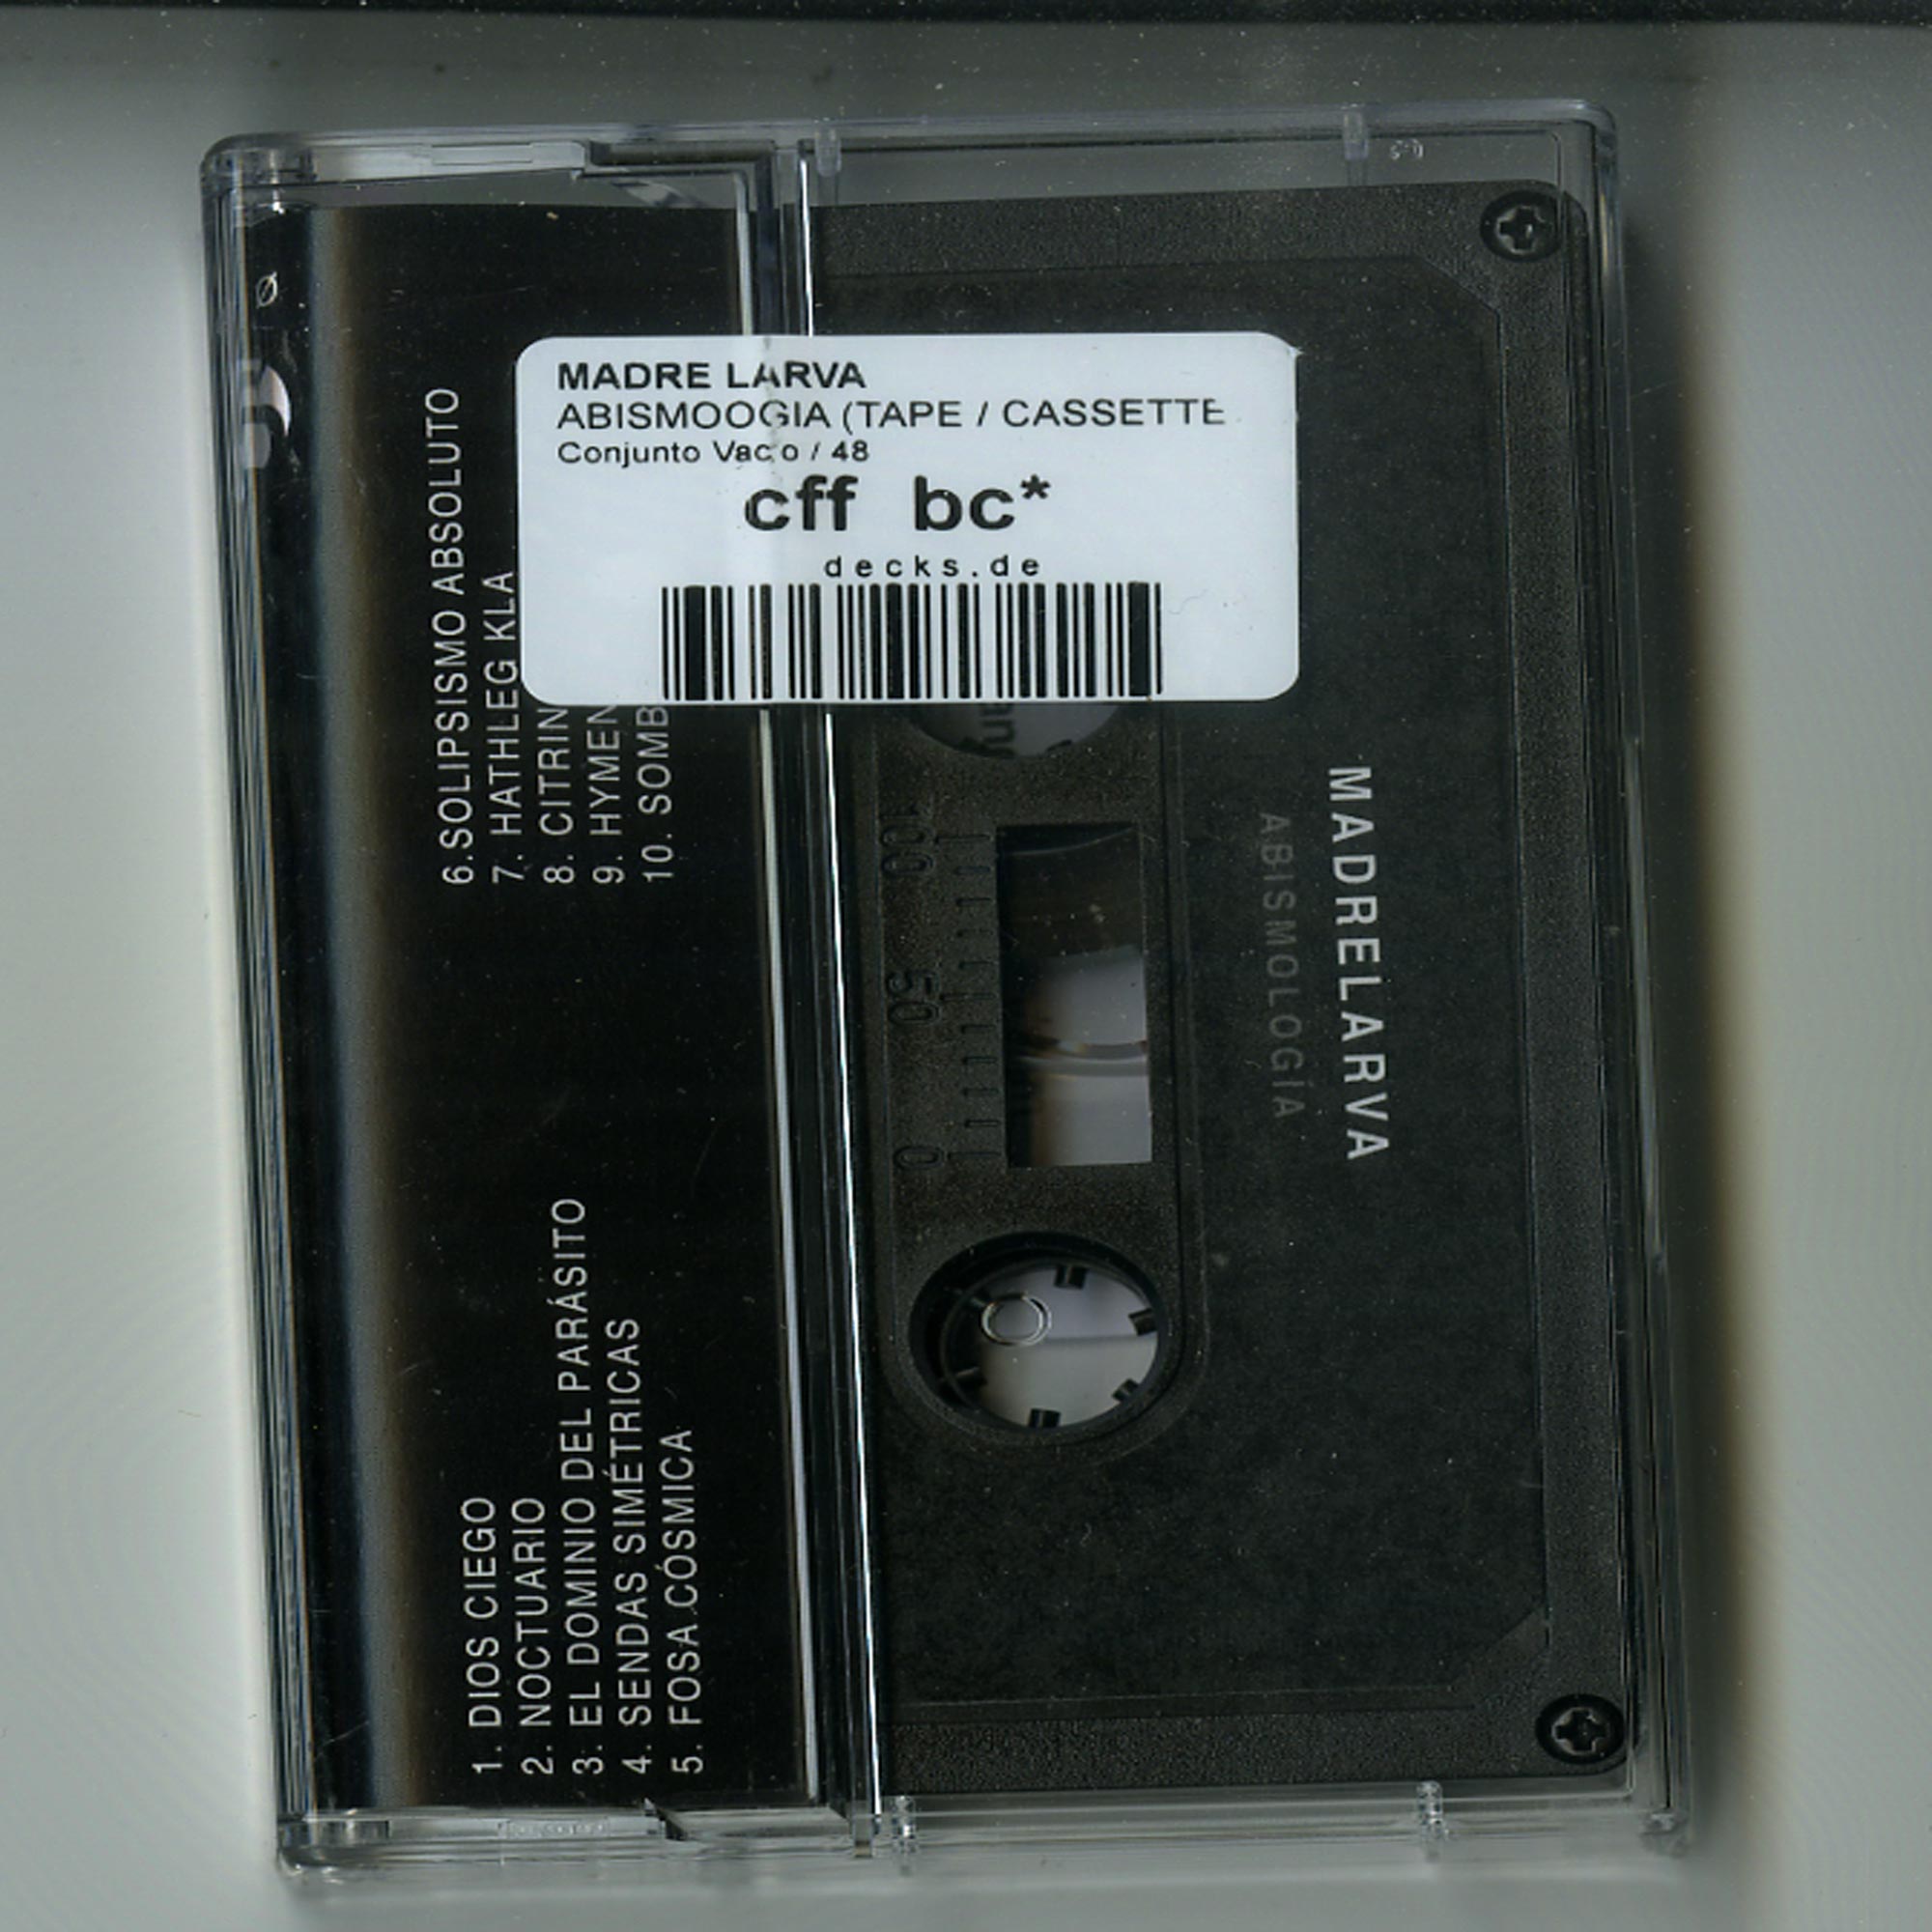 MADRE LARVA
ABISMOOGIA (TAPE / CASSETTE
Conjunto Vac o / 48
cff bc*
decks.de
6.SOLIPSISMO ABSOLUTO
7. HATHLEG KLA
8. CITRIN
9. HYMEN
10. SOMB
1. DIOS CIEGO
2. NOCTUARIO
3. EL DOMINIO DEL PARÁSITO
4. SENDAS SIMÉTRICAS
5. FOSA CÓSMICA
MADRELARVA
ABISMOLOGÍA
100
50
0
Ø